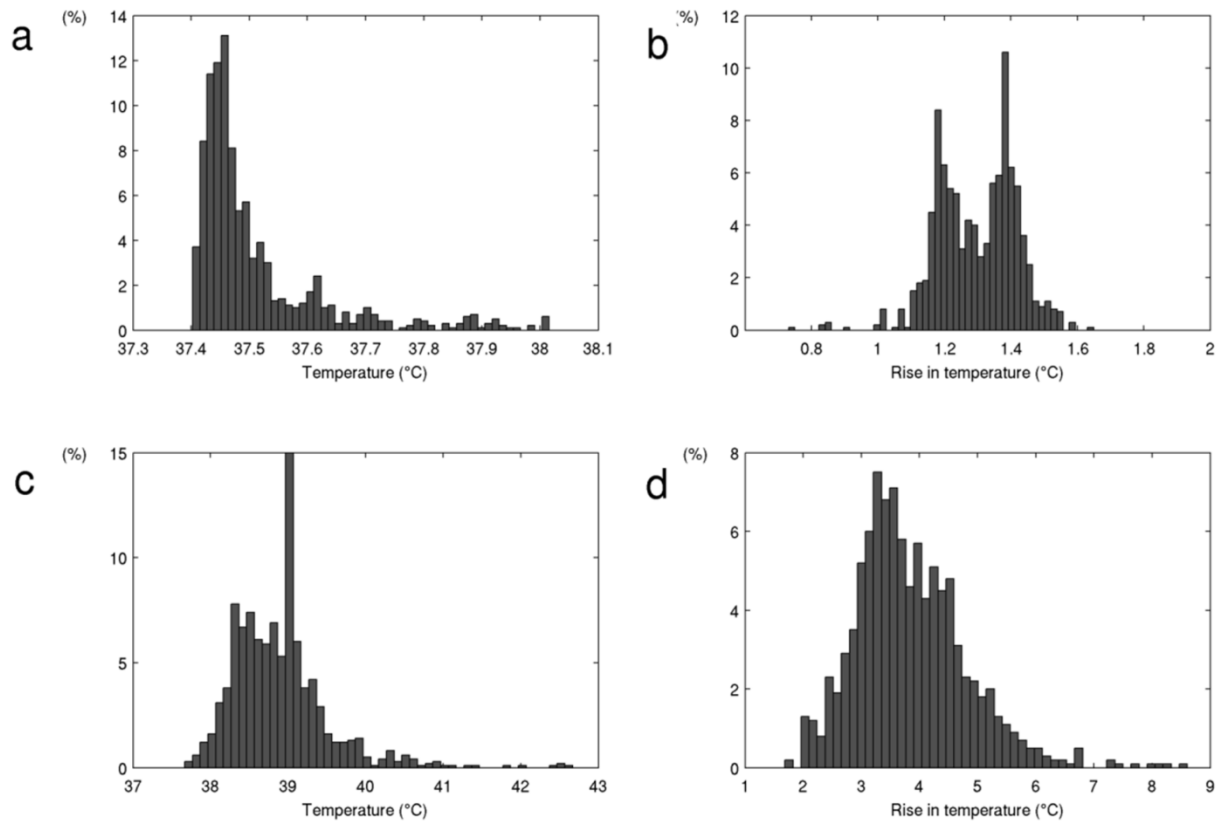 a
(%)
14
12
10
8
6
4
2
0
37.3 37.4 37.5 37.6 37.7 37.8 37.9 38 38.1
Temperature (°C)
b
%)
12
10
8
6
4
2
0
0.8 1 1.2 1.4 1.6 1.8 2
Rise in temperature (°C)
c
(%)
15
10
5
0
37 38 39 40 41 42 43
Temperature (°C)
d
(%)
8
6
4
2
0
1 2 3 4 5 6 7 8 9
Rise in temperature (°C)